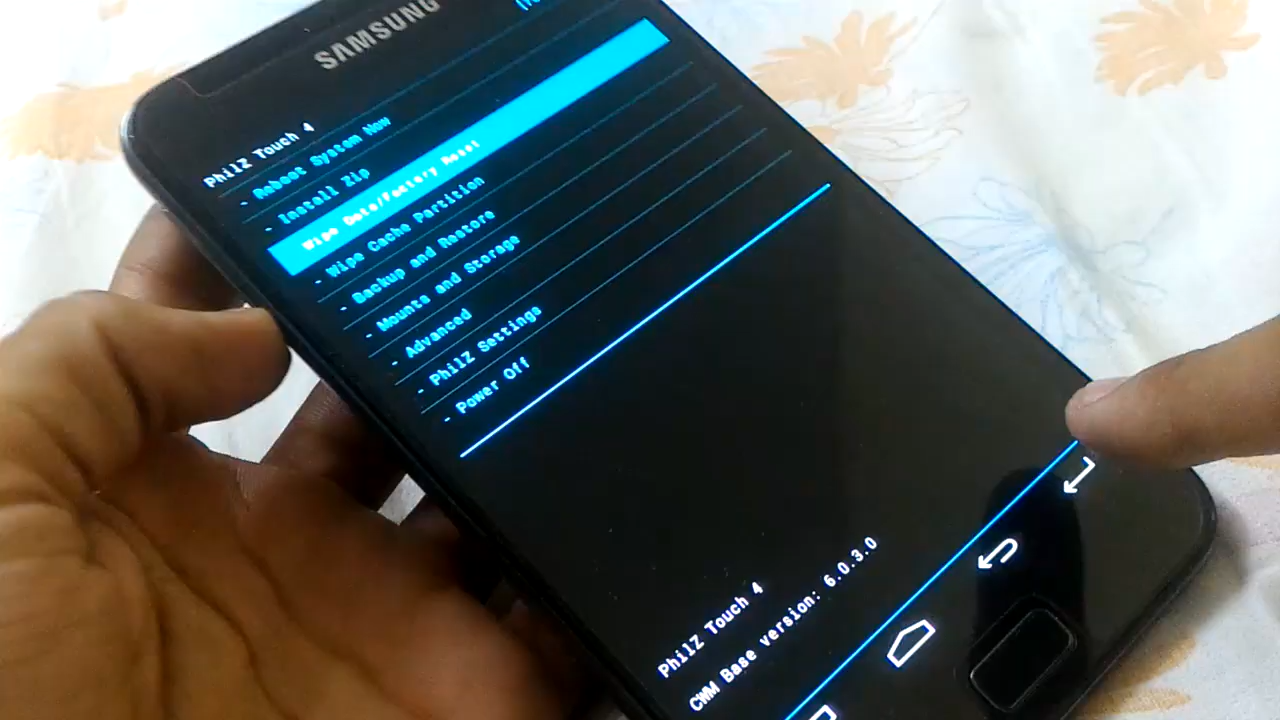 SAMSUNG
PhilZ Touch 4
- Reboot System Now
- Install Zip
Wipe Data/Factory Reset
- Wipe Cache Partition
- Backup and Restore
- Mounts and Storage
- Advanced
- PhilZ Settings
- Power Off
PhilZ Touch 4
CWM Base version: 6.0.3.0